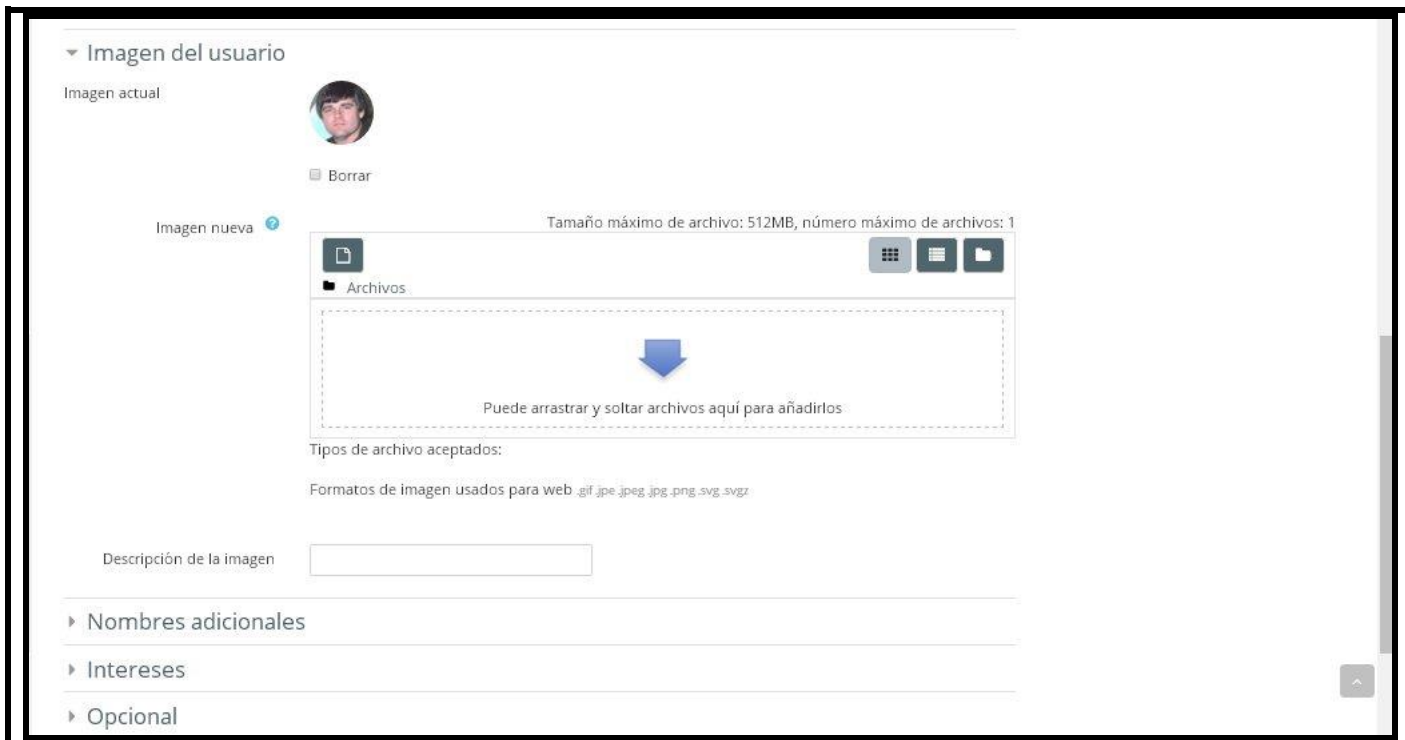 Imagen del usuario
Imagen actual
Borrar
Imagen nueva
Tamaño máximo de archivo: 512MB, número máximo de archivos: 1
Archivos
Puede arrastrar y soltar archivos aquí para añadirlos
Tipos de archivo aceptados:
Formatos de imagen usados para web .gif .jpe .jpeg .jpg .png .svg .svgz
Descripción de la imagen
Nombres adicionales
Intereses
Opcional